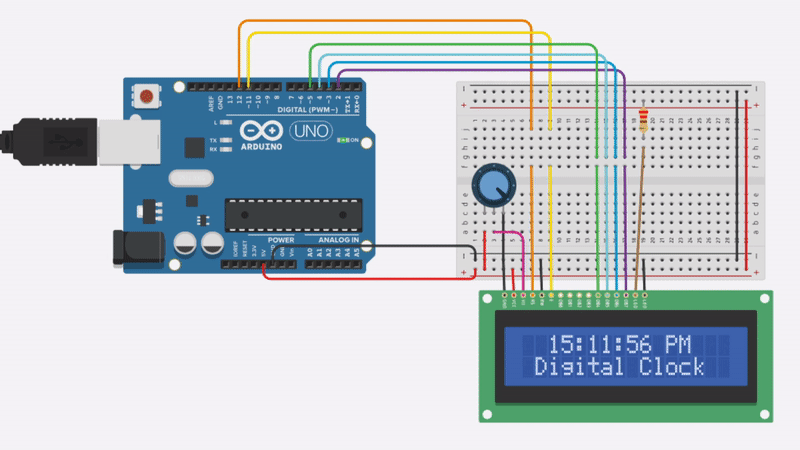 AREF
GND
13
12
~11
~10
~9
8
7
~6
~5
4
~3
2
TX→1
RX←0
DIGITAL (PWM~)
L
TX
RX
UNO
ARDUINO
ON
POWER
ANALOG IN
IOREF
RESET
3.3V
5V
GND
Vin
A0
A1
A2
A3
A4
A5
15:11:56 PM
Digital Clock